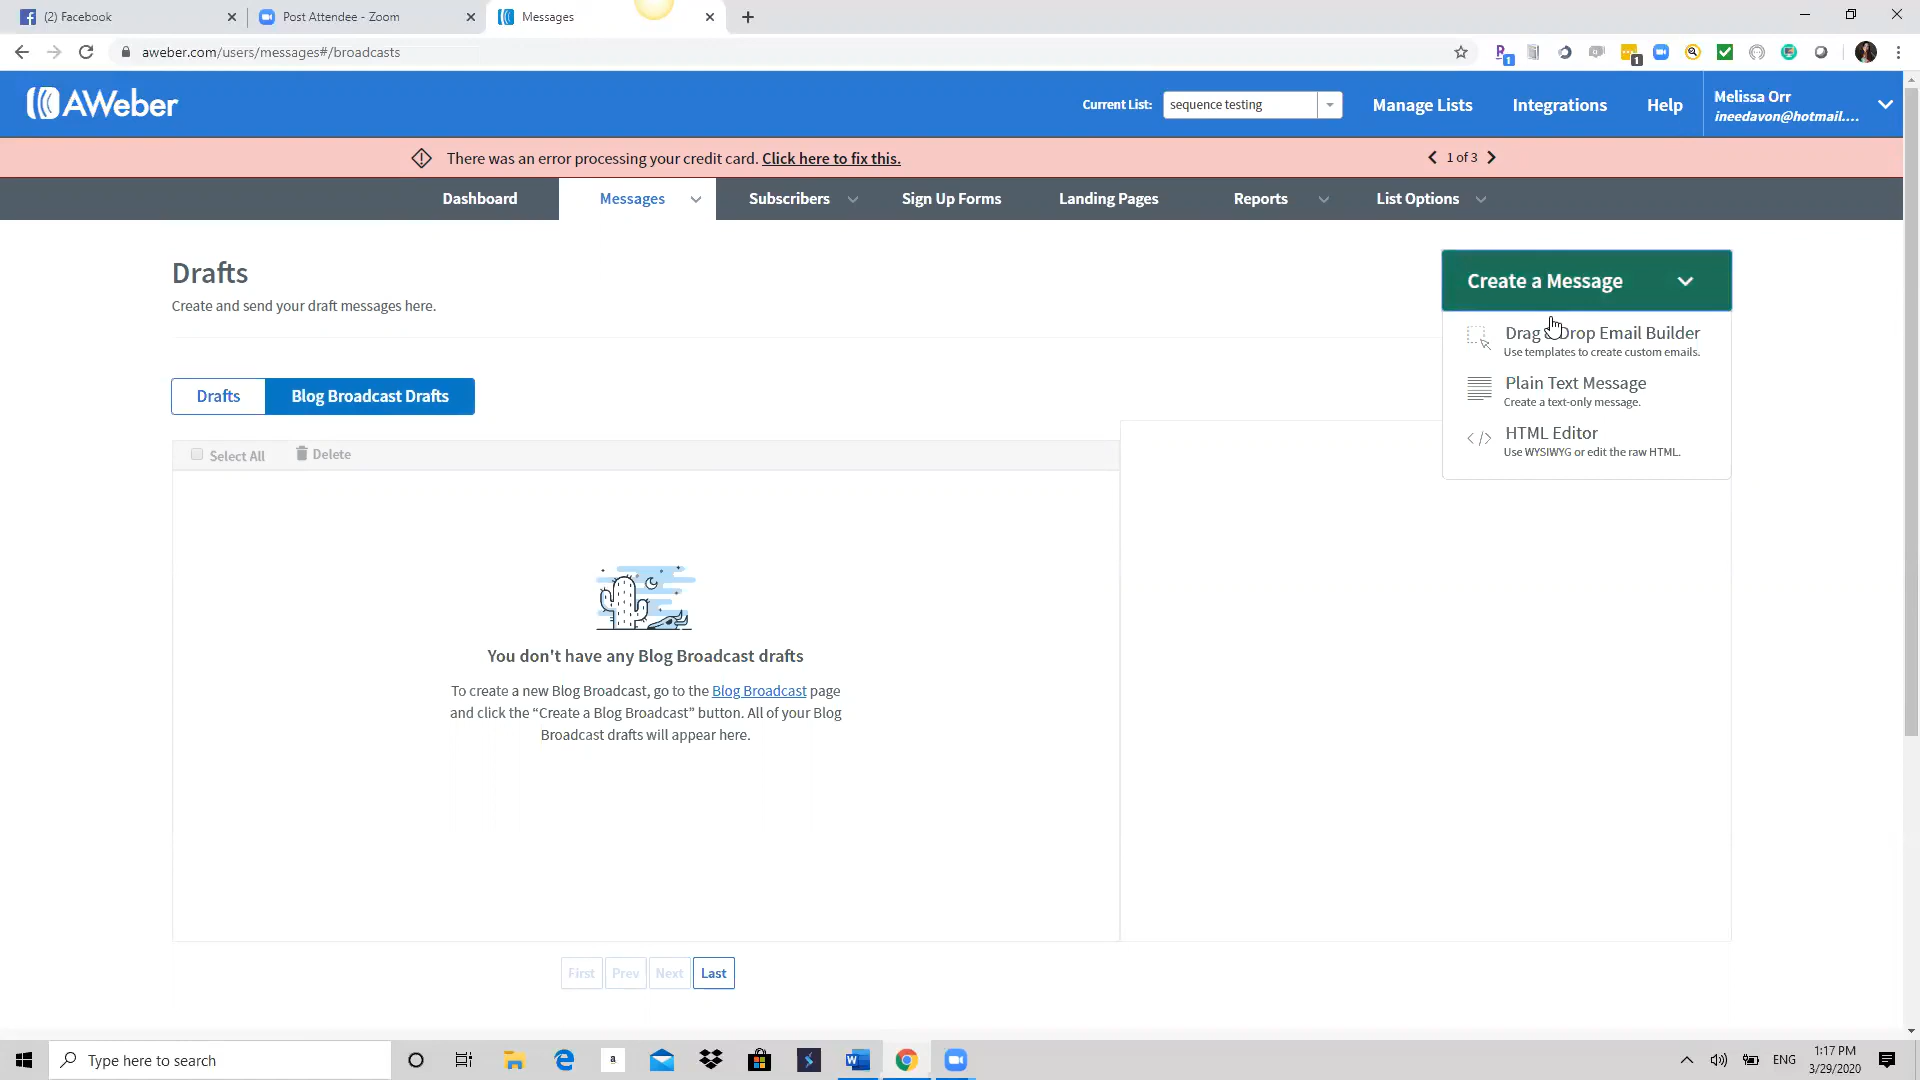 (2) Facebook
Post Attendee - Zoom
Messages
aweber.com/users/messages#/broadcasts
1
1
AWeber
Current List:
sequence testing
Manage Lists
Integrations
Help
Melissa Orr
ineedavon@hotmail....
There was an error processing your credit card. Click here to fix this.
1 of 3
Dashboard
Messages
Subscribers
Sign Up Forms
Landing Pages
Reports
List Options
Drafts
Create and send your draft messages here.
Create a Message
Drag & Drop Email Builder
Use templates to create custom emails.
Plain Text Message
Create a text-only message.
HTML Editor
Use WYSIWYG or edit the raw HTML.
Drafts
Blog Broadcast Drafts
Select All
Delete
You don't have any Blog Broadcast drafts
To create a new Blog Broadcast, go to the Blog Broadcast page
and click the “Create a Blog Broadcast” button. All of your Blog
Broadcast drafts will appear here.
First
Prev
Next
Last
Type here to search
a
ENG
1:17 PM
3/29/2020